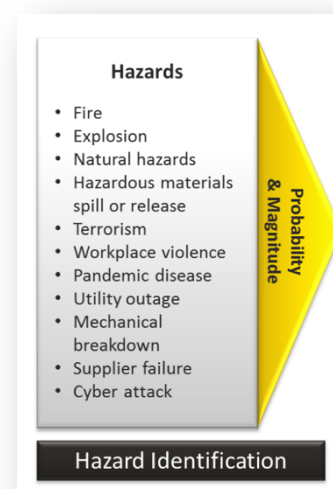 Hazards
• Fire
• Explosion
• Natural hazards
• Hazardous materials
spill or release
• Terrorism
• Workplace violence
• Pandemic disease
• Utility outage
• Mechanical
breakdown
• Supplier failure
• Cyber attack
Probability
& Magnitude
Hazard Identification